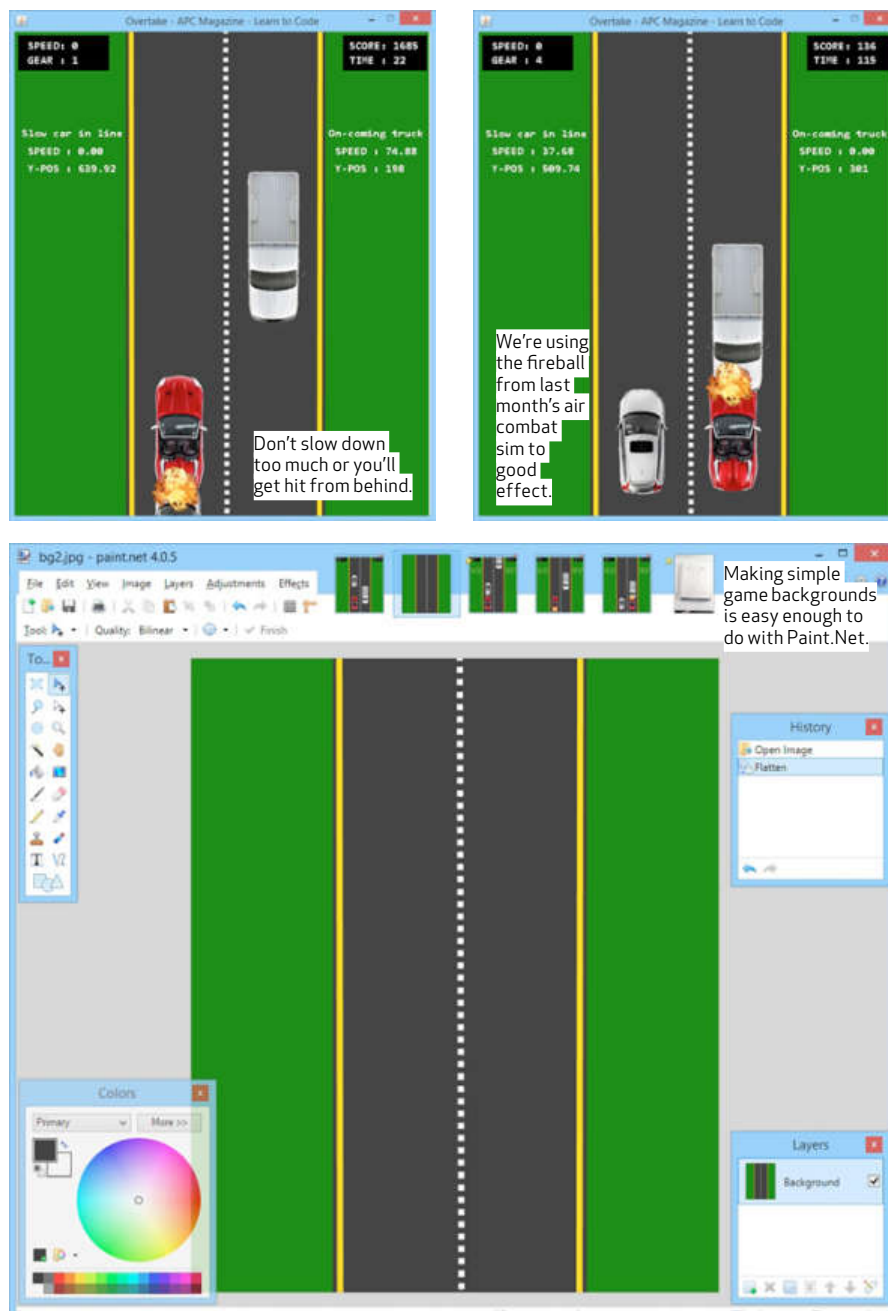 Overtake - APC Magazine - Learn to Code
SPEED: 0
GEAR : 1
SCORE: 1685
TIME : 22
Slow car in line
SPEED : 0.00
Y-POS : 639.92
On-coming truck
SPEED : 74.88
Y-POS : 198
Don't slow down
too much or you'll
get hit from behind.
Overtake - APC Magazine - Learn to Code
SPEED: 0
GEAR : 4
SCORE: 136
TIME : 115
Slow car in line
SPEED : 37.68
Y-POS : 509.74
On-coming truck
SPEED : 0.00
Y-POS : 301
We're using
the fireball
from last
month's air
combat
sim to
good
effect.
bg2.jpg - paint.net 4.0.5
File Edit View Image Layers Adjustments Effects
Tool: Quality: Bilinear Finish
Making simple
game backgrounds
is easy enough to
do with Paint.Net.
To...
History
Open Image
Flatten
Colors
Primary More >>
Layers
Background